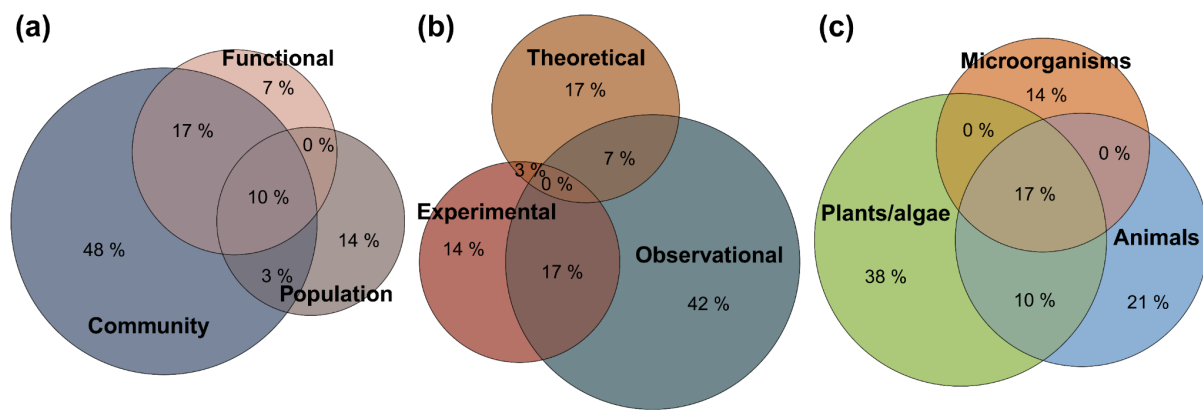 (a)
Functional
7 %
17 %
0 %
10 %
14 %
48 %
3 %
Population
Community
(b)
Theoretical
17 %
7 %
3 %
0 %
Experimental
14 %
17 %
Observational
42 %
(c)
Microorganisms
14 %
0 %
0 %
17 %
Plants/algae
Animals
38 %
10 %
21 %